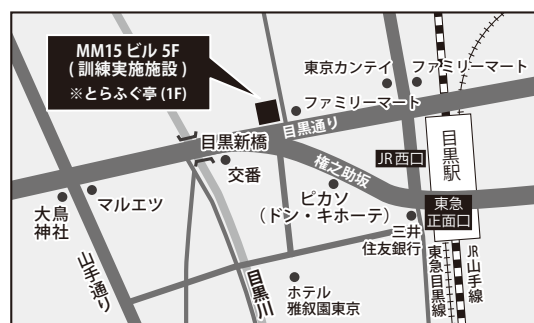 MM15 ビル 5F
( 訓練実施施設 )
※とらふぐ亭 (1F)
東京カンテイ
ファミリーマート
ファミリーマート
目黒通り
目黒新橋
交番
JR 西口
目黒駅
権之助坂
ピカソ
（ドン・キホーテ）
東急
正面口
三井
住友銀行
大鳥
神社
マルエツ
山手通り
目黒川
ホテル
雅叙園東京
東急目黒線
JR山手線